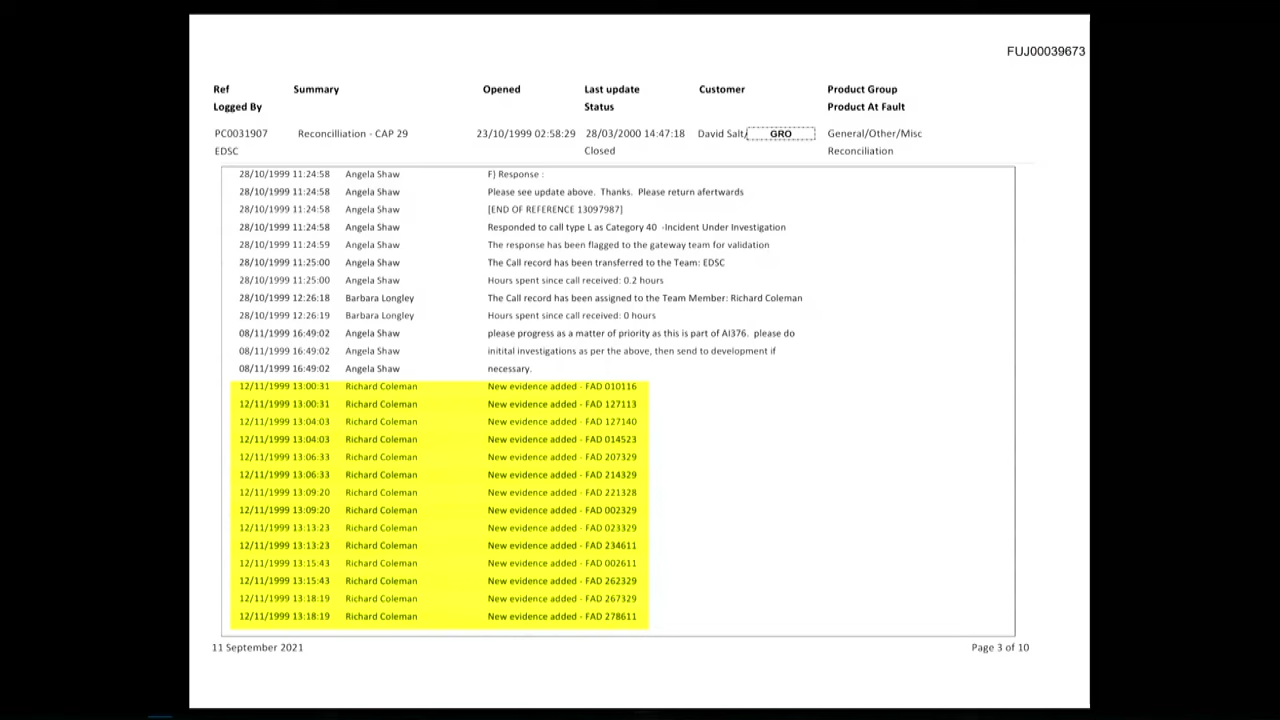 FUJ00039673
Ref Summary Opened Last update Customer Product Group
Logged By Status Product At Fault
PC0031907 Reconcilliation - CAP 29 23/10/1999 02:58:29 28/03/2000 14:47:18 David Salt/ GRO General/Other/Misc
EDSC Closed Reconciliation
28/10/1999 11:24:58 Angela Shaw F} Response :
28/10/1999 11:24:58 Angela Shaw Please see update above. Thanks. Please return afertwards
28/10/1999 11:24:58 Angela Shaw [END OF REFERENCE 13097987]
28/10/1999 11:24:58 Angela Shaw Responded to call type L as Category 40 -Incident Under Investigation
28/10/1999 11:24:59 Angela Shaw The response has been flagged to the gateway team for validation
28/10/1999 11:25:00 Angela Shaw The Call record has been transferred to the Team: EDSC
28/10/1999 11:25:00 Angela Shaw Hours spent since call received: 0.2 hours
28/10/1999 12:26:18 Barbara Longley The Call record has been assigned to the Team Member: Richard Coleman
28/10/1999 12:26:19 Barbara Longley Hours spent since call received: 0 hours
08/11/1999 16:49:02 Angela Shaw please progress as a matter of priority as this is part of AI376. please do
08/11/1999 16:49:02 Angela Shaw initital investigations as per the above, then send to development if
08/11/1999 16:49:02 Angela Shaw necessary.
12/11/1999 13:00:31 Richard Coleman New evidence added - FAD 010116
12/11/1999 13:00:31 Richard Coleman New evidence added - FAD 127113
12/11/1999 13:04:03 Richard Coleman New evidence added - FAD 127140
12/11/1999 13:04:03 Richard Coleman New evidence added - FAD 014523
12/11/1999 13:06:33 Richard Coleman New evidence added - FAD 207329
12/11/1999 13:06:33 Richard Coleman New evidence added - FAD 214329
12/11/1999 13:09:20 Richard Coleman New evidence added - FAD 221328
12/11/1999 13:09:20 Richard Coleman New evidence added - FAD 002329
12/11/1999 13:13:23 Richard Coleman New evidence added - FAD 023329
12/11/1999 13:13:23 Richard Coleman New evidence added - FAD 234611
12/11/1999 13:15:43 Richard Coleman New evidence added - FAD 002611
12/11/1999 13:15:43 Richard Coleman New evidence added - FAD 262329
12/11/1999 13:18:19 Richard Coleman New evidence added - FAD 267329
12/11/1999 13:18:19 Richard Coleman New evidence added - FAD 278611
11 September 2021 Page 3 of 10